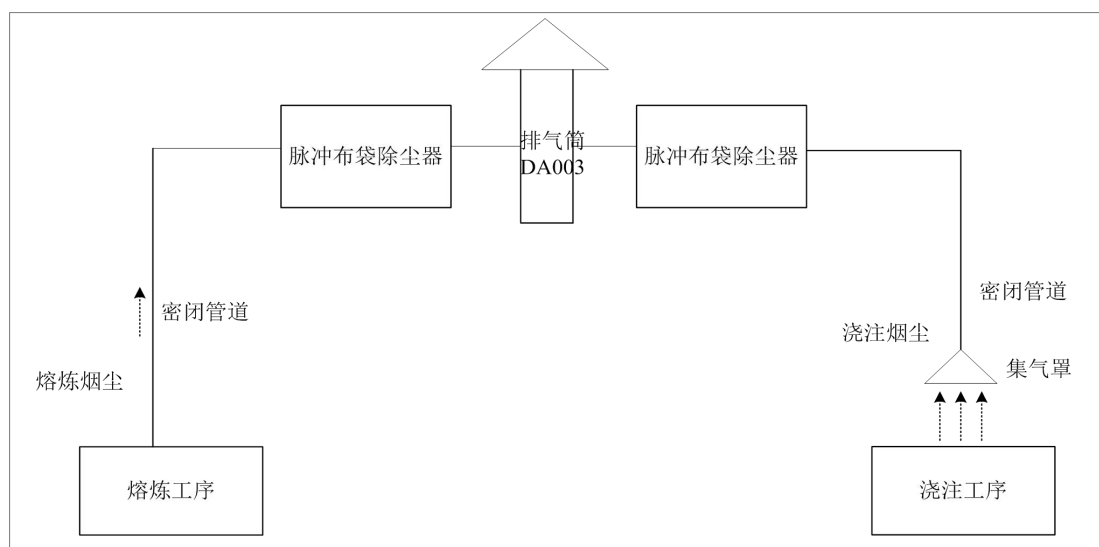 脉冲布袋除尘器
排气筒
DA003
脉冲布袋除尘器
密闭管道
密闭管道
浇注烟尘
熔炼烟尘
集气罩
熔炼工序
浇注工序